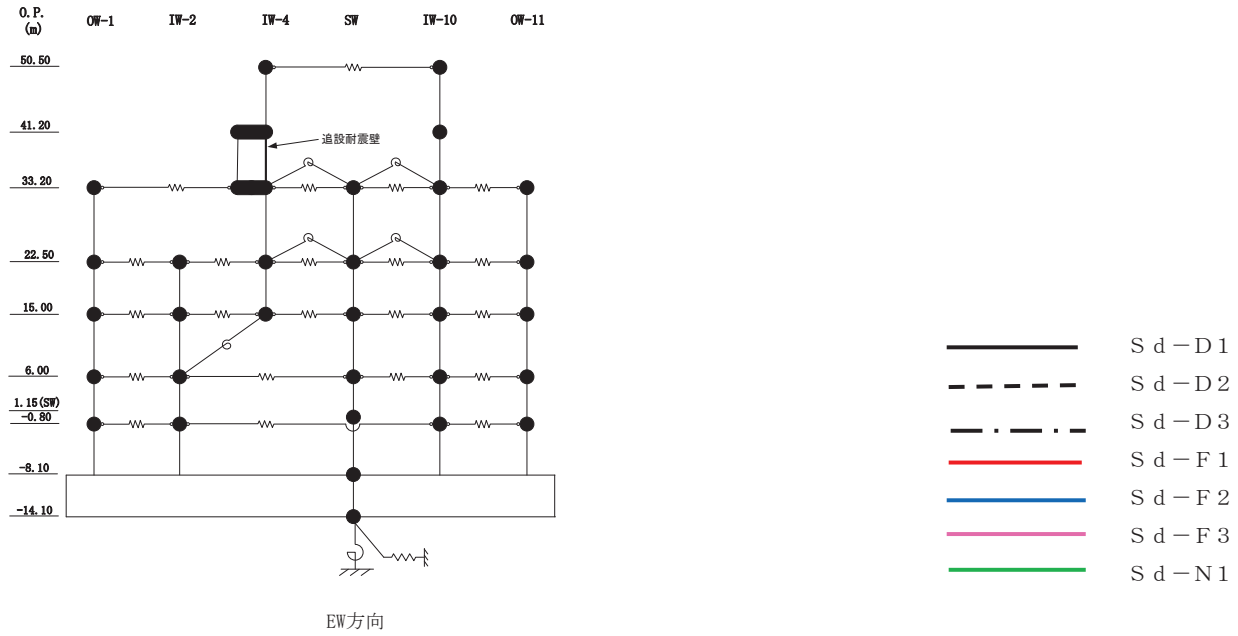 O.P.
(m)
OW-1 IW-2 IW-4 SW IW-10 OW-11
50.50
41.20
追設耐震壁
33.20
22.50
15.00
6.00
1.15(SW)
-0.80
-8.10
-14.10
EW方向
Ｓｄ－Ｄ１
Ｓｄ－Ｄ２
Ｓｄ－Ｄ３
Ｓｄ－Ｆ１
Ｓｄ－Ｆ２
Ｓｄ－Ｆ３
Ｓｄ－Ｎ１